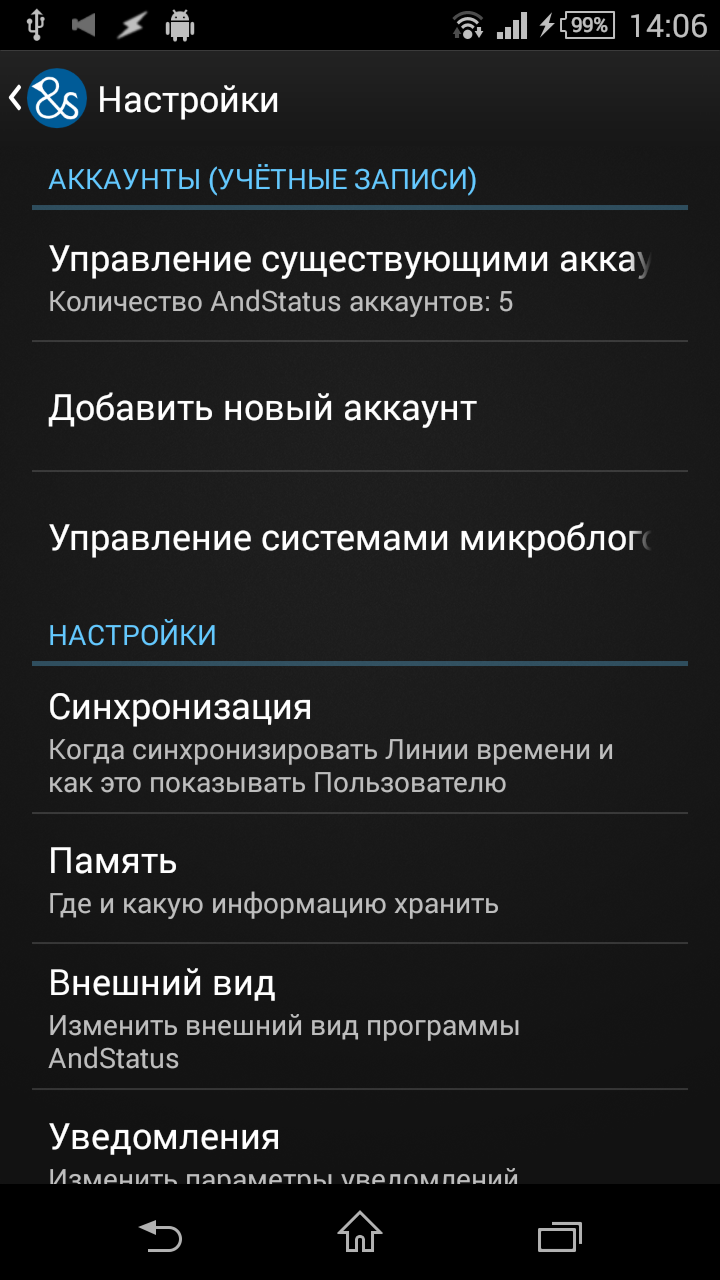 99% 14:06
&s Настройки
АККАУНТЫ (УЧЁТНЫЕ ЗАПИСИ)
Управление существующими аккау
Количество AndStatus аккаунтов: 5
Добавить новый аккаунт
Управление системами микроблого
НАСТРОЙКИ
Синхронизация
Когда синхронизировать Линии времени и
как это показывать Пользователю
Память
Где и какую информацию хранить
Внешний вид
Изменить внешний вид программы
AndStatus
Уведомления
Изменить параметры уведомлений